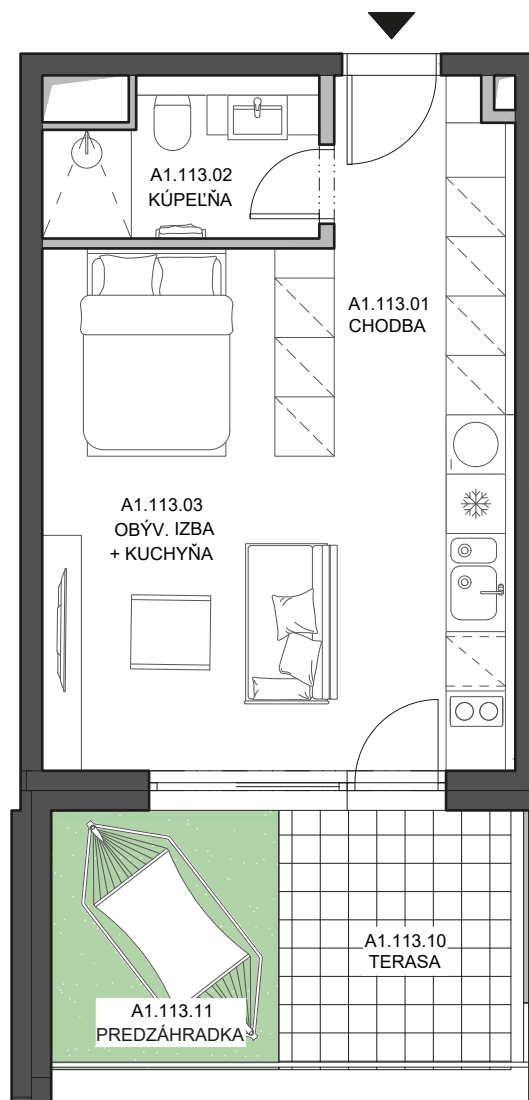 A1.113.02
KÚPEĽŇA
A1.113.01
CHODBA
A1.113.03
OBÝV. IZBA
+ KUCHYŇA
A1.113.10
TERASA
A1.113.11
PREDZÁHRADKA